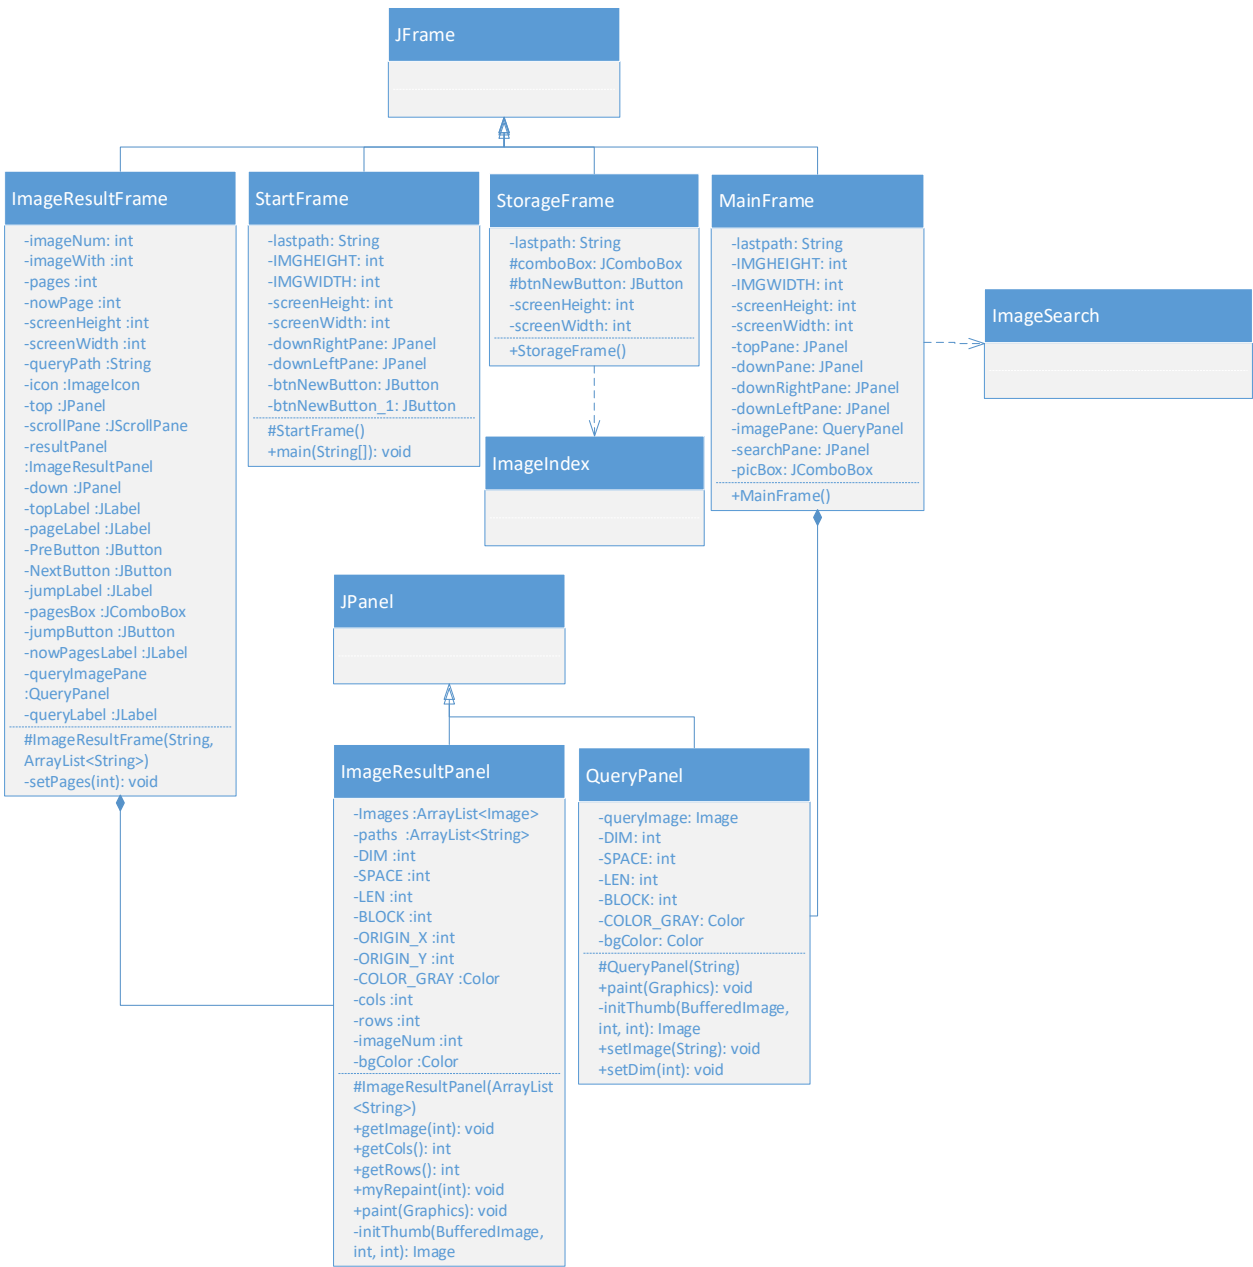 JFrame
ImageResultFrame
-imageNum: int
-imageWith :int
-pages :int
-nowPage :int
-screenHeight :int
-screenWidth :int
-queryPath :String
-icon :ImageIcon
-top :JPanel
-scrollPane :JScrollPane
-resultPanel
:ImageResultPanel
-down :JPanel
-topLabel :JLabel
-pageLabel :JLabel
-PreButton :JButton
-NextButton :JButton
-jumpLabel :JLabel
-pagesBox :JComboBox
-jumpButton :JButton
-nowPagesLabel :JLabel
-queryImagePane
:QueryPanel
-queryLabel :JLabel
#ImageResultFrame(String,
ArrayList<String>)
-setPages(int): void
StartFrame
-lastpath: String
-IMGHEIGHT: int
-IMGWIDTH: int
-screenHeight: int
-screenWidth: int
-downRightPane: JPanel
-downLeftPane: JPanel
-btnNewButton: JButton
-btnNewButton_1: JButton
#StartFrame()
+main(String[]): void
StorageFrame
-lastpath: String
#comboBox: JComboBox
#btnNewButton: JButton
-screenHeight: int
-screenWidth: int
+StorageFrame()
MainFrame
-lastpath: String
-IMGHEIGHT: int
-IMGWIDTH: int
-screenHeight: int
-screenWidth: int
-topPane: JPanel
-downPane: JPanel
-downRightPane: JPanel
-downLeftPane: JPanel
-imagePane: QueryPanel
-searchPane: JPanel
-picBox: JComboBox
+MainFrame()
ImageSearch
ImageIndex
JPanel
ImageResultPanel
-Images :ArrayList<Image>
-paths  :ArrayList<String>
-DIM :int
-SPACE :int
-LEN :int
-BLOCK :int
-ORIGIN_X :int
-ORIGIN_Y :int
-COLOR_GRAY :Color
-cols :int
-rows :int
-imageNum :int
-bgColor :Color
#ImageResultPanel(ArrayList
<String>)
+getImage(int): void
+getCols(): int
+getRows(): int
+myRepaint(int): void
+paint(Graphics): void
-initThumb(BufferedImage,
int, int): Image
QueryPanel
-queryImage: Image
-DIM: int
-SPACE: int
-LEN: int
-BLOCK: int
-COLOR_GRAY: Color
-bgColor: Color
#QueryPanel(String)
+paint(Graphics): void
-initThumb(BufferedImage,
int, int): Image
+setImage(String): void
+setDim(int): void